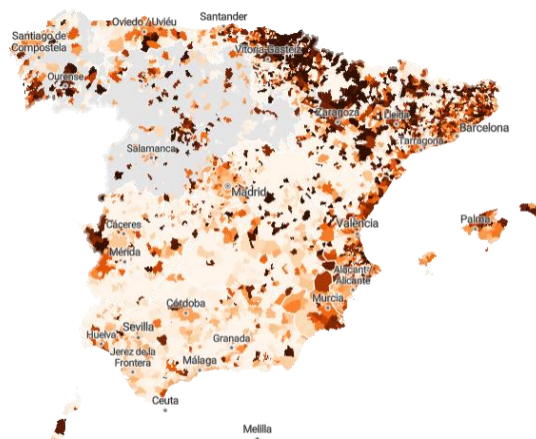 Oviedo / Uviéu
Santander
Santiago de
Compostela
Vitoria-Gasteiz
Ourense
Zaragoza
Lleida
Barcelona
Tarragona
Salamanca
Madrid
Cáceres
València
Palma
Mérida
Alacant /
Alicante
Murcia
Córdoba
Huelva
Sevilla
Granada
Jerez de la
Frontera
Málaga
Ceuta
Melilla